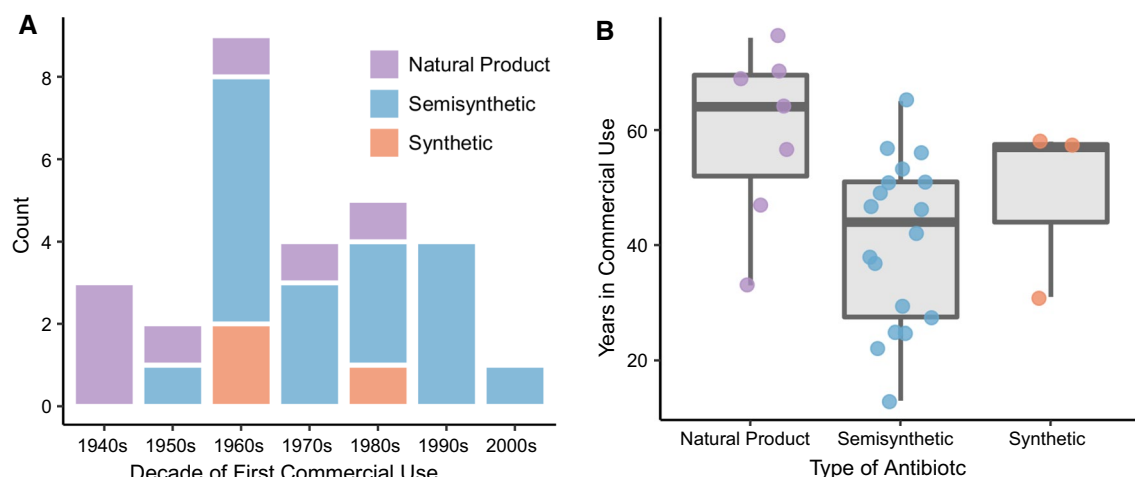 A
Count
8
6
4
2
0
Natural Product
Semisynthetic
Synthetic
1940s 1950s 1960s 1970s 1980s 1990s 2000s
Decade of First Commercial Use
B
Years in Commercial Use
60
40
20
Natural Product Semisynthetic Synthetic
Type of Antibiotc